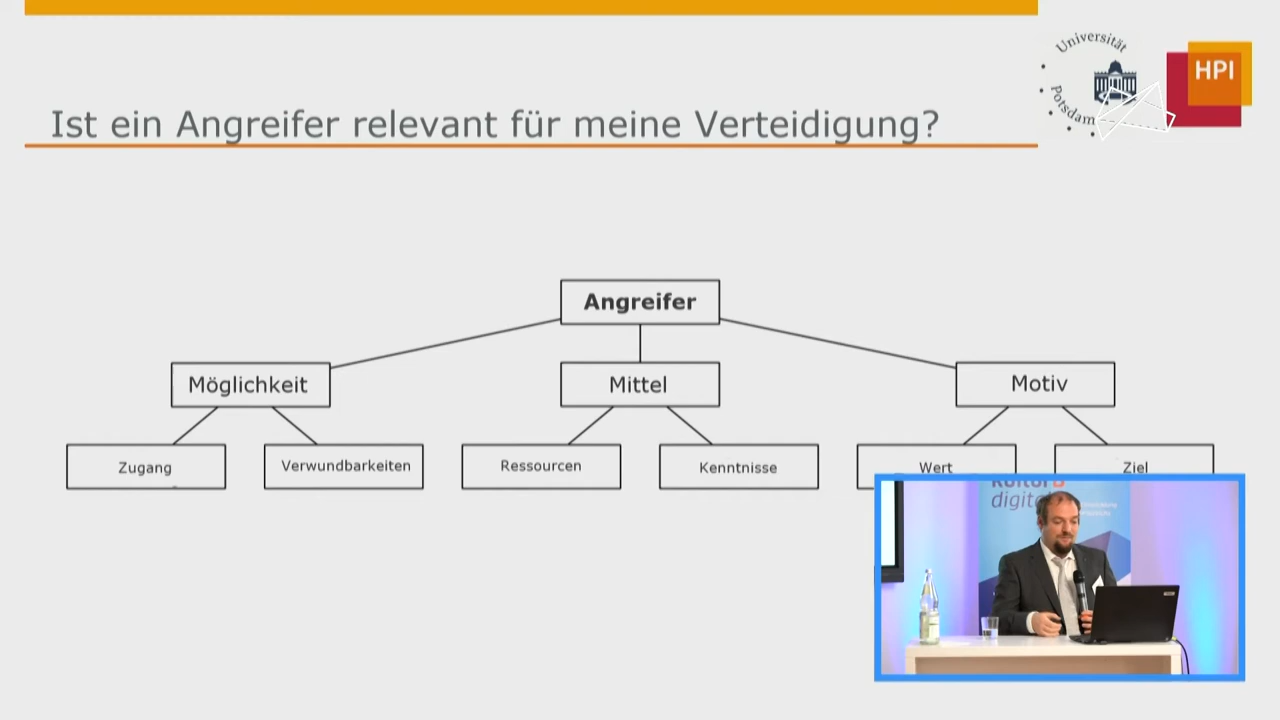 Universität
Potsdam
HPI
Ist ein Angreifer relevant für meine Verteidigung?
Angreifer
Möglichkeit
Mittel
Motiv
Zugang
Verwundbarkeiten
Ressourcen
Kenntnisse
Wert
Ziel